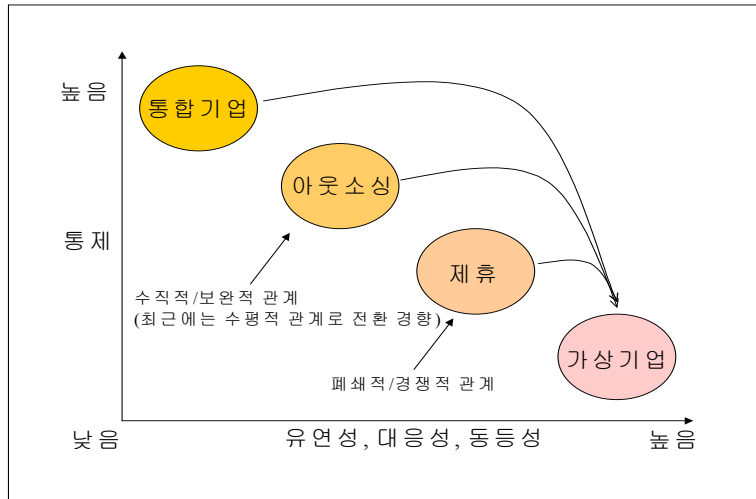 높음
통합기업
아웃소싱
통제
제휴
수직적/보완적 관계
(최근에는 수평적 관계로 전환 경향)
가상기업
폐쇄적/경쟁적 관계
낮음
유연성, 대응성, 동등성
높음